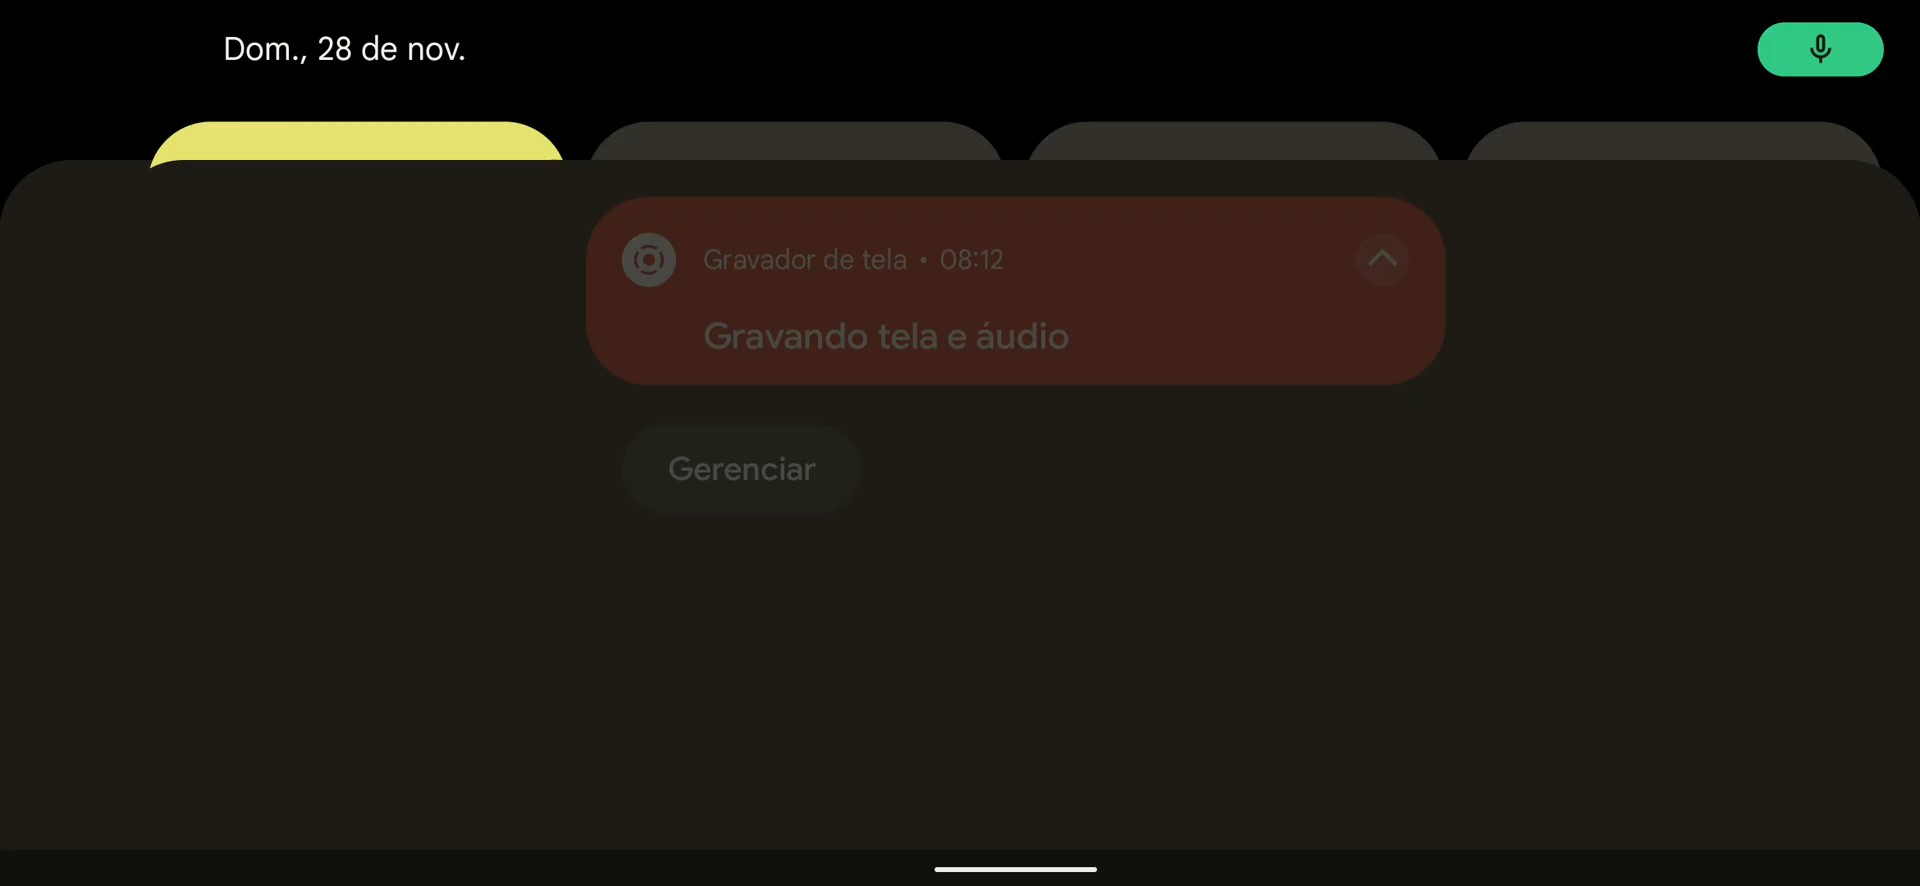 Dom., 28 de nov.
Gravador de tela • 08:12
Gravando tela e áudio
Gerenciar